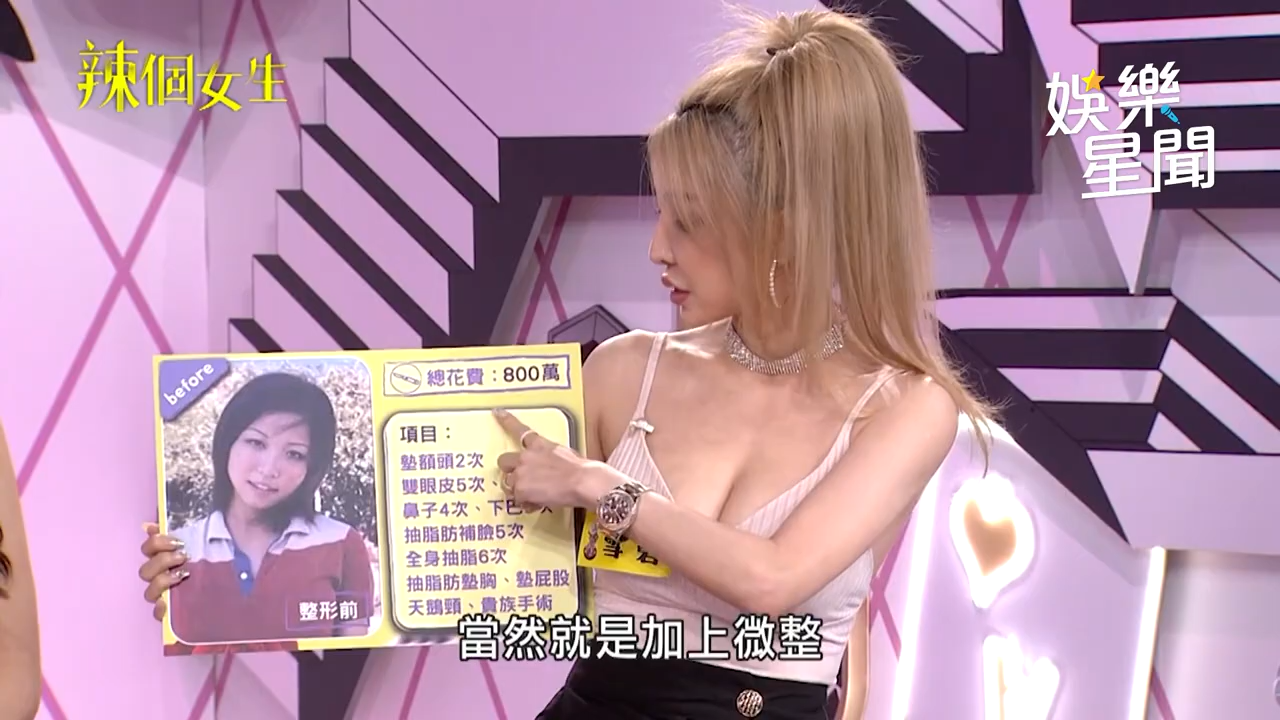 辣個女生
娛樂
星聞
before
總花費：800萬
項目：
墊額頭2次
雙眼皮5次、
鼻子4次、下巴
抽脂肪補臉5次
全身抽脂6次
抽脂肪墊胸、墊屁股
天鵝頸、貴族手術
整形前
當然就是加上微整